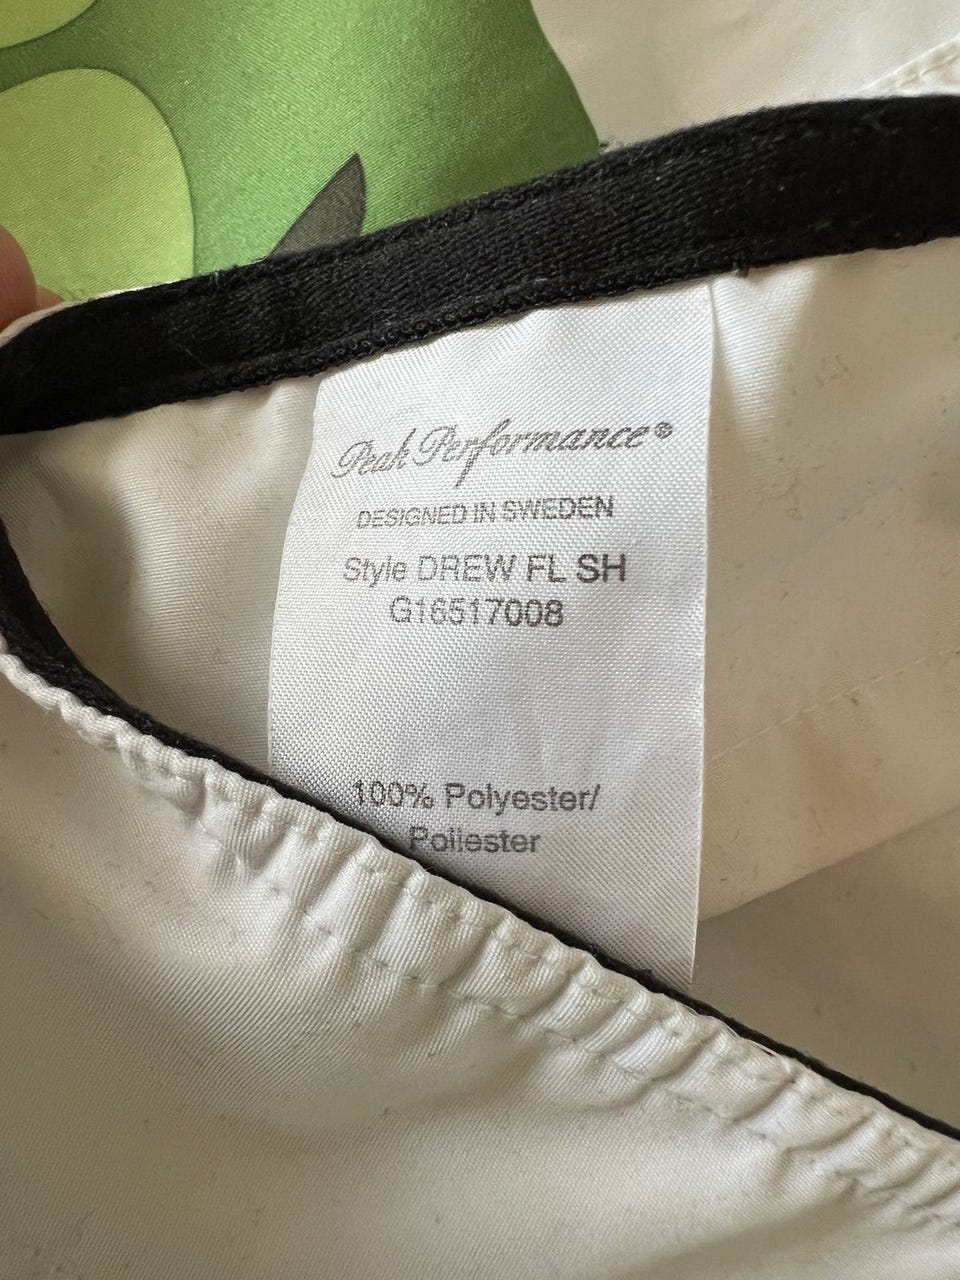 Peak Performance®
DESIGNED IN SWEDEN
Style DREW FL SH
G16517008
100% Polyester/
Poliester